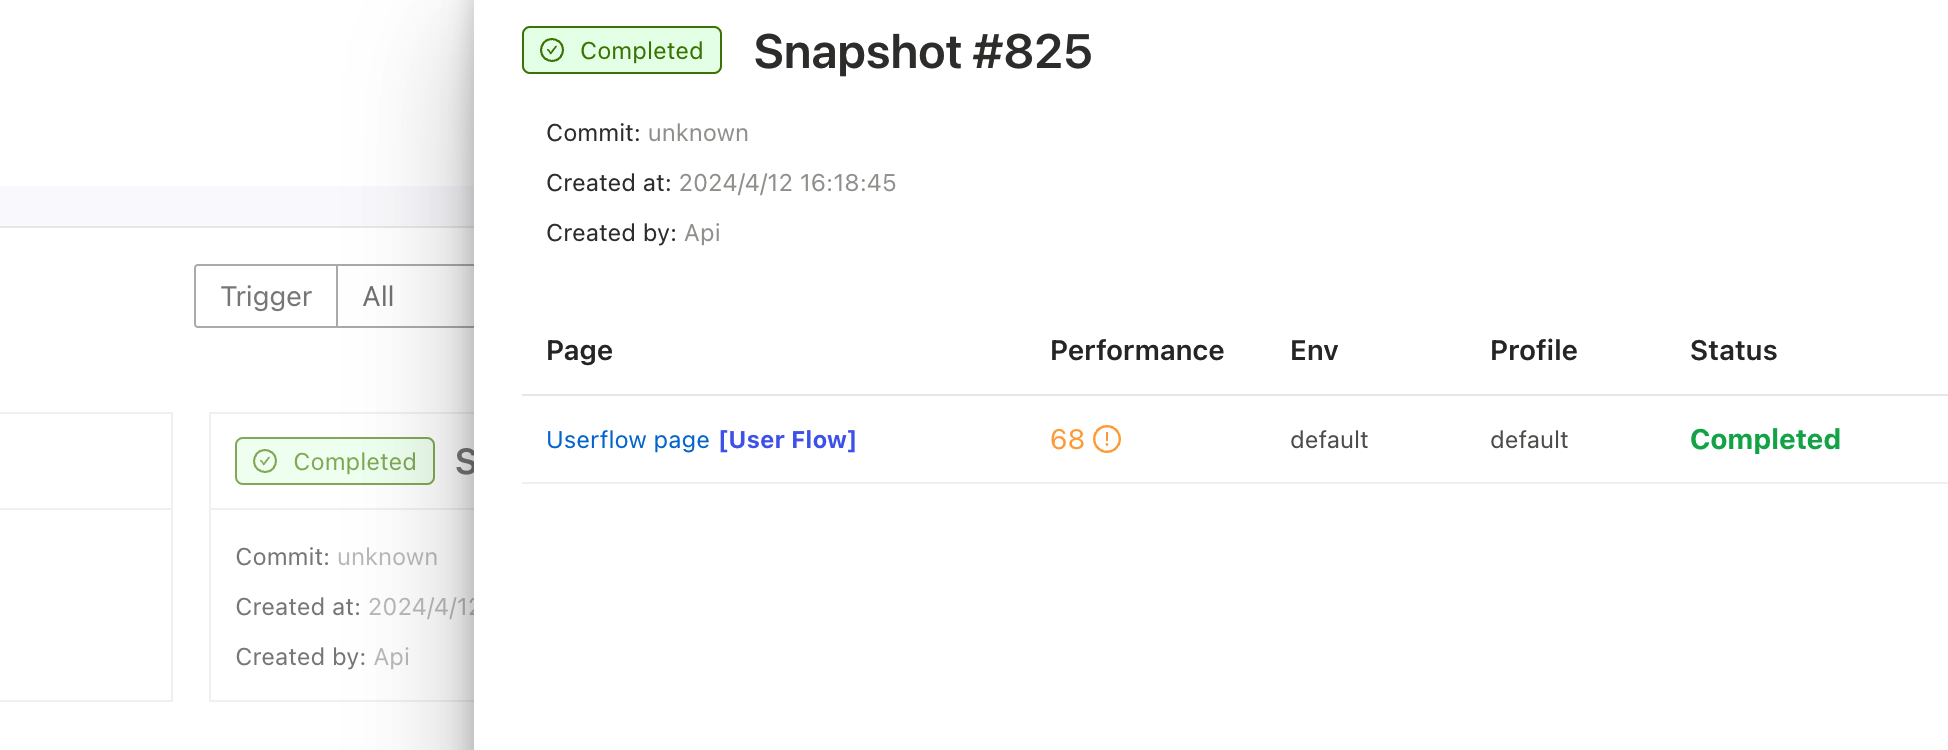 Completed Snapshot #825
Commit: unknown
Created at: 2024/4/12 16:18:45
Created by: Api
Page Performance Env Profile Status
Userflow page [User Flow] 68 default default Completed
Trigger All
Completed S
Commit: unknown
Created at: 2024/4/12
Created by: Api